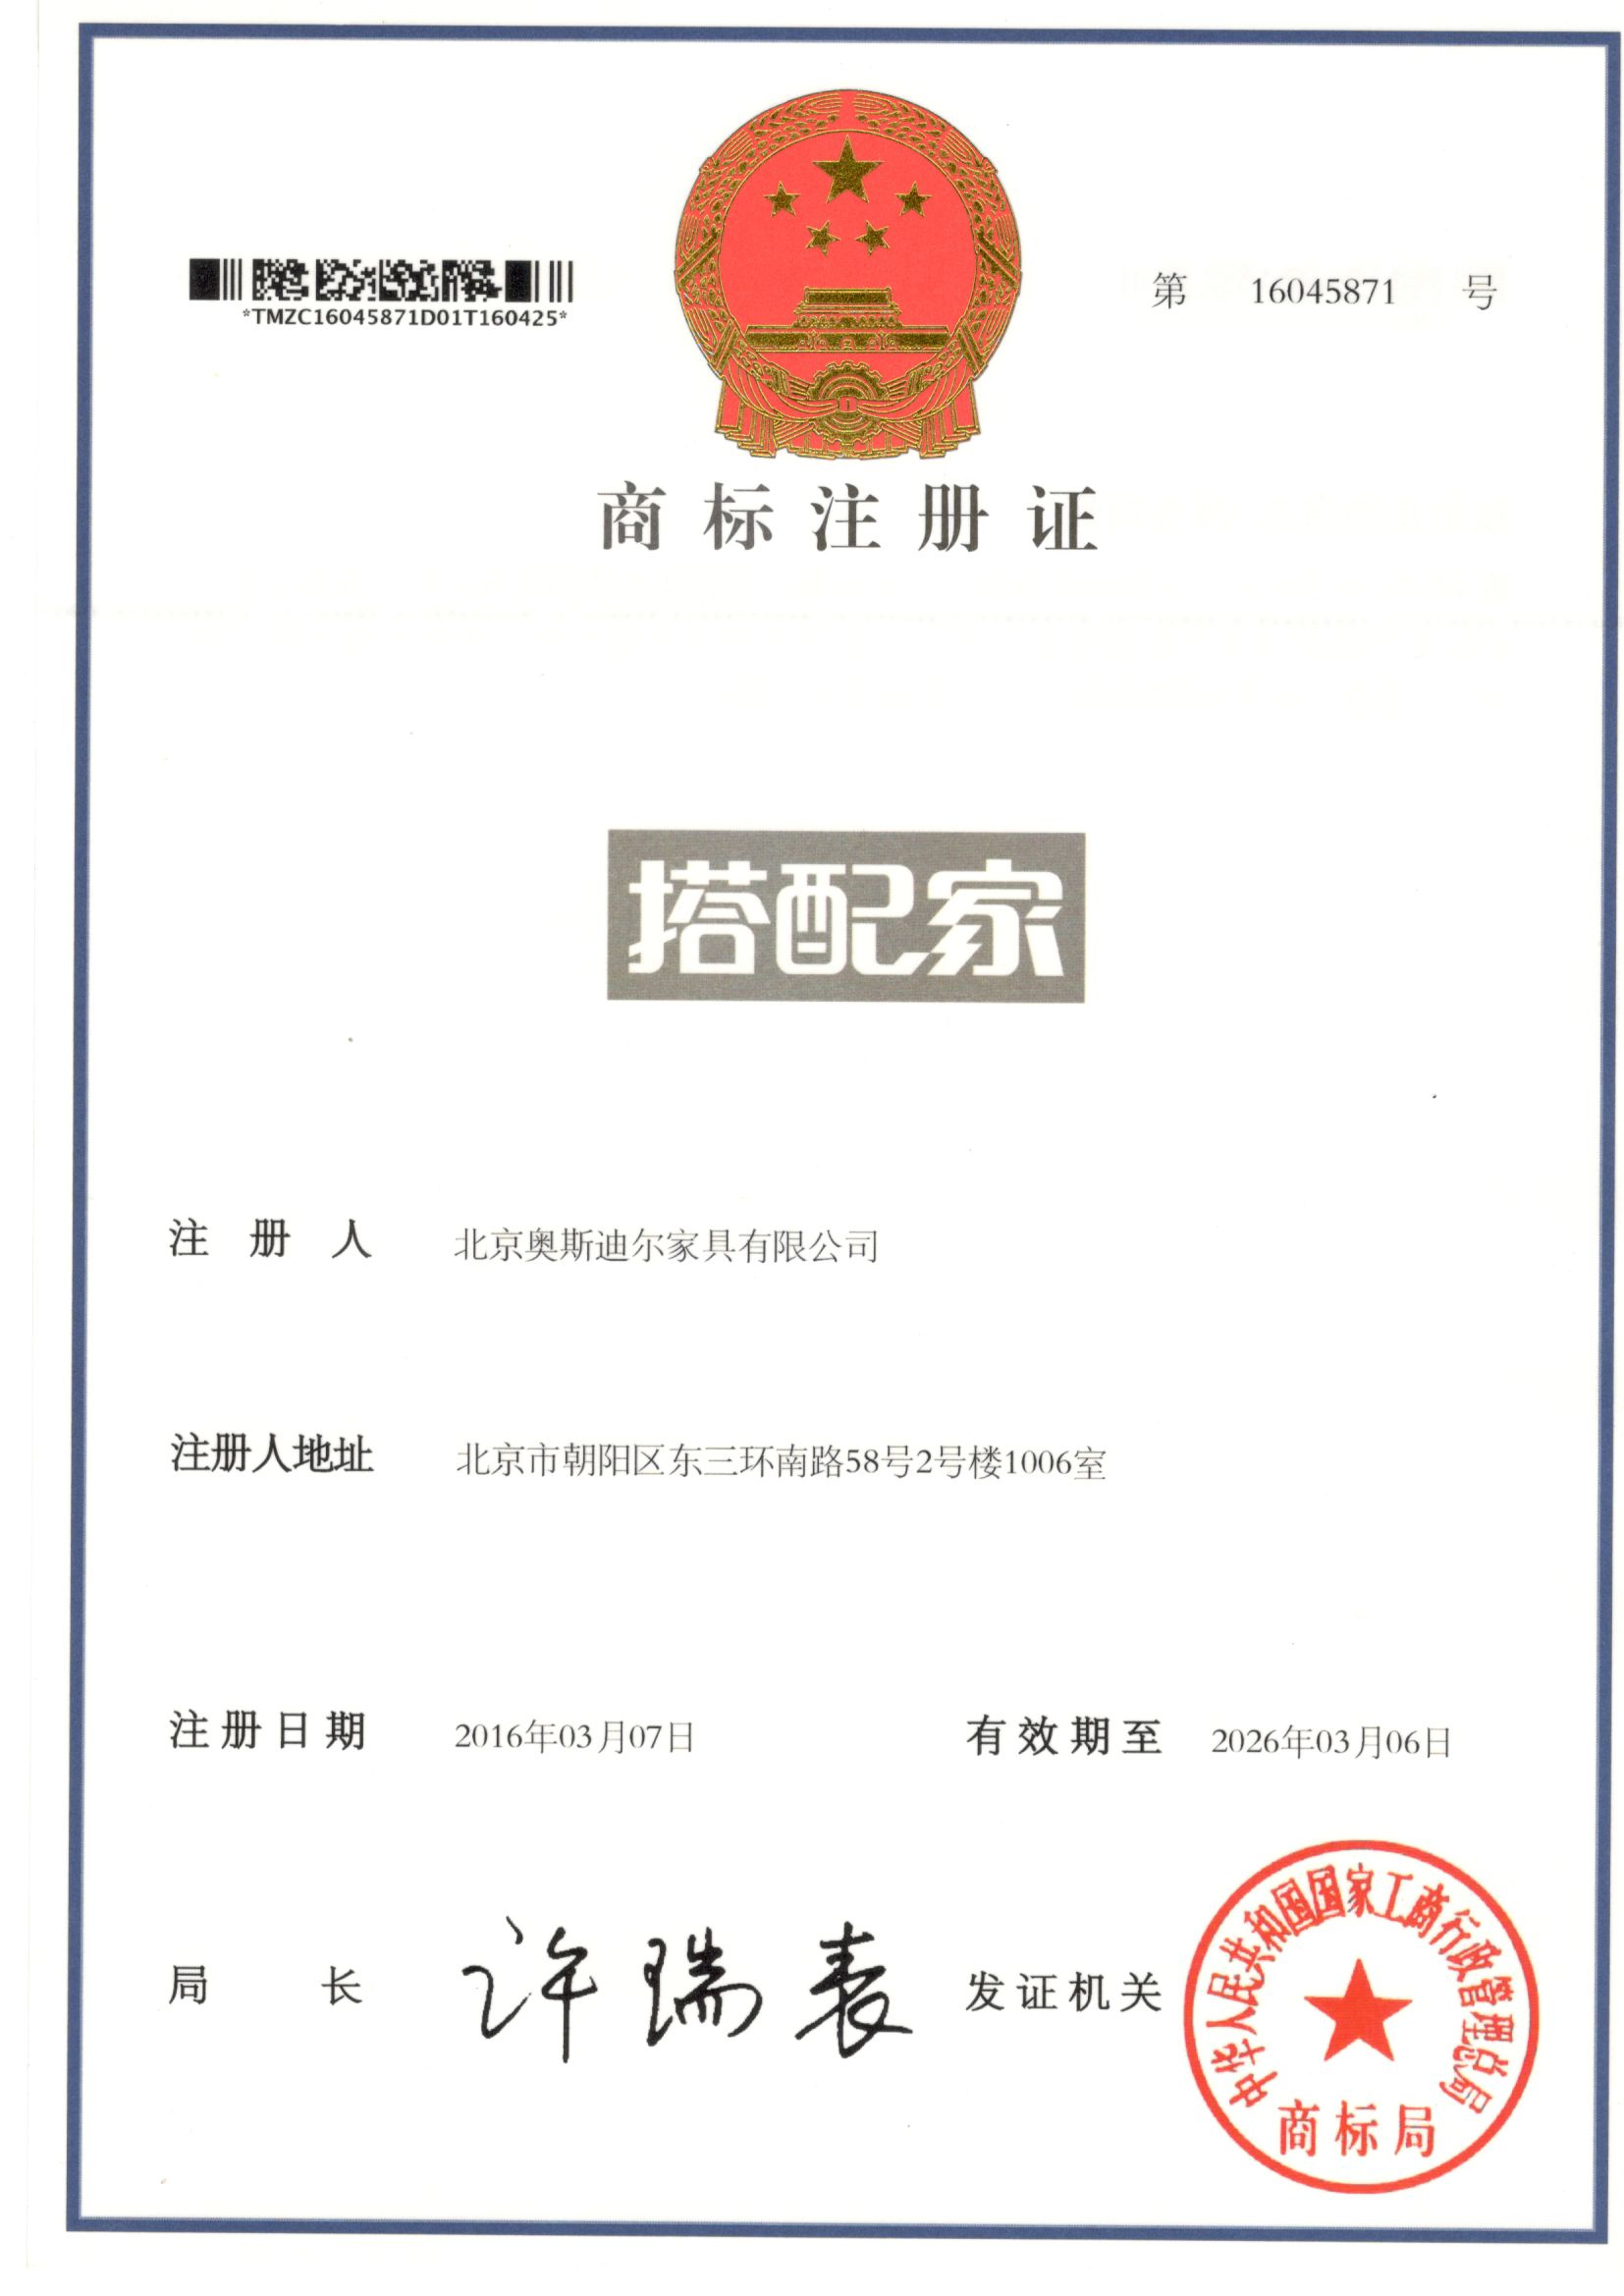 *TMZC16045871D01T160425*
第 16045871 号
商标注册证
搭配家
注册人 北京奥斯迪尔家具有限公司
注册人地址 北京市朝阳区东三环南路58号2号楼1006室
注册日期 2016年03月07日 有效期至 2026年03月06日
局长 许瑞表 发证机关
中华人民共和国国家工商行政管理总局
商标局